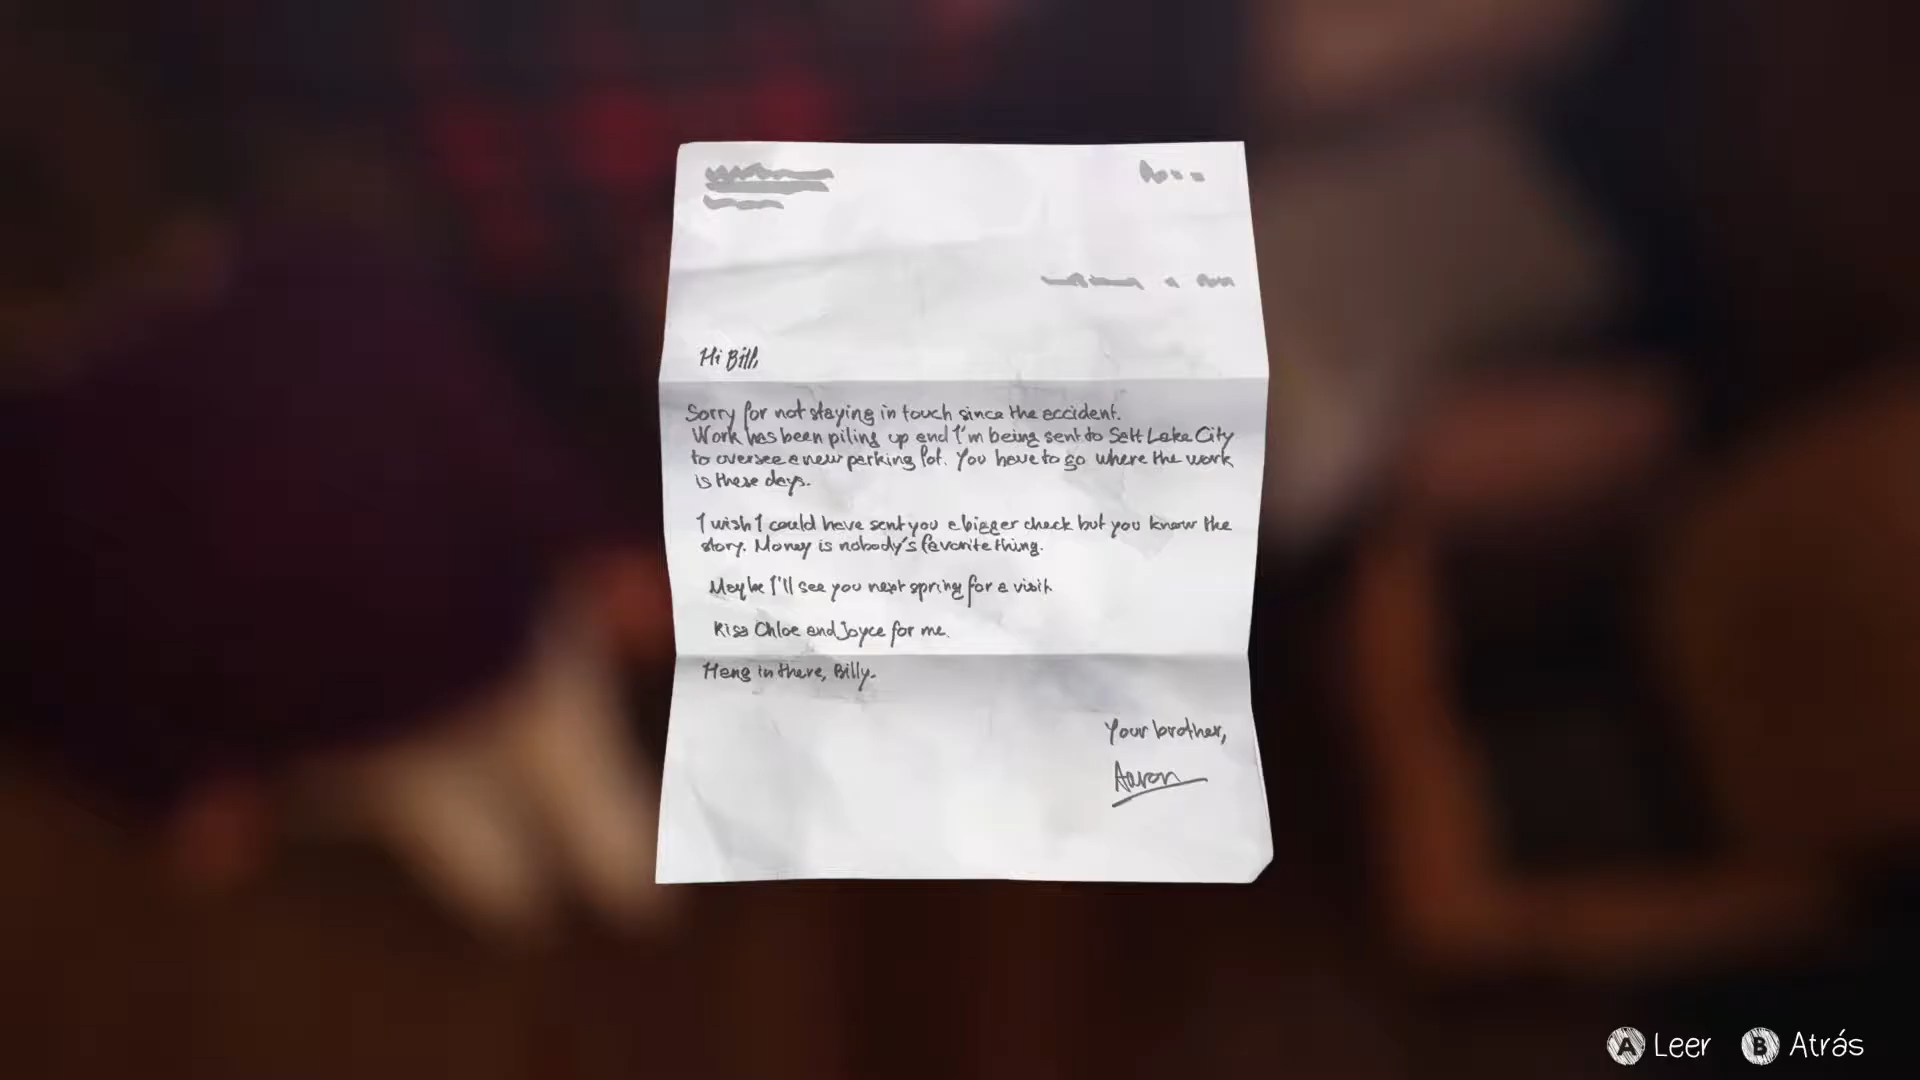 Hi Bill,
Sorry for not staying in touch since the accident.
Work has been piling up and I'm being sent to Salt Lake City
to oversee a new parking lot. You have to go where the work
is these days.
I wish I could have sent you a bigger check but you know the
story. Money is nobody's favorite thing.
Maybe I'll see you next spring for a visit.
Kiss Chloe and Joyce for me.
Hang in there, Billy.
Your brother,
Aaron
A Leer B Atrás